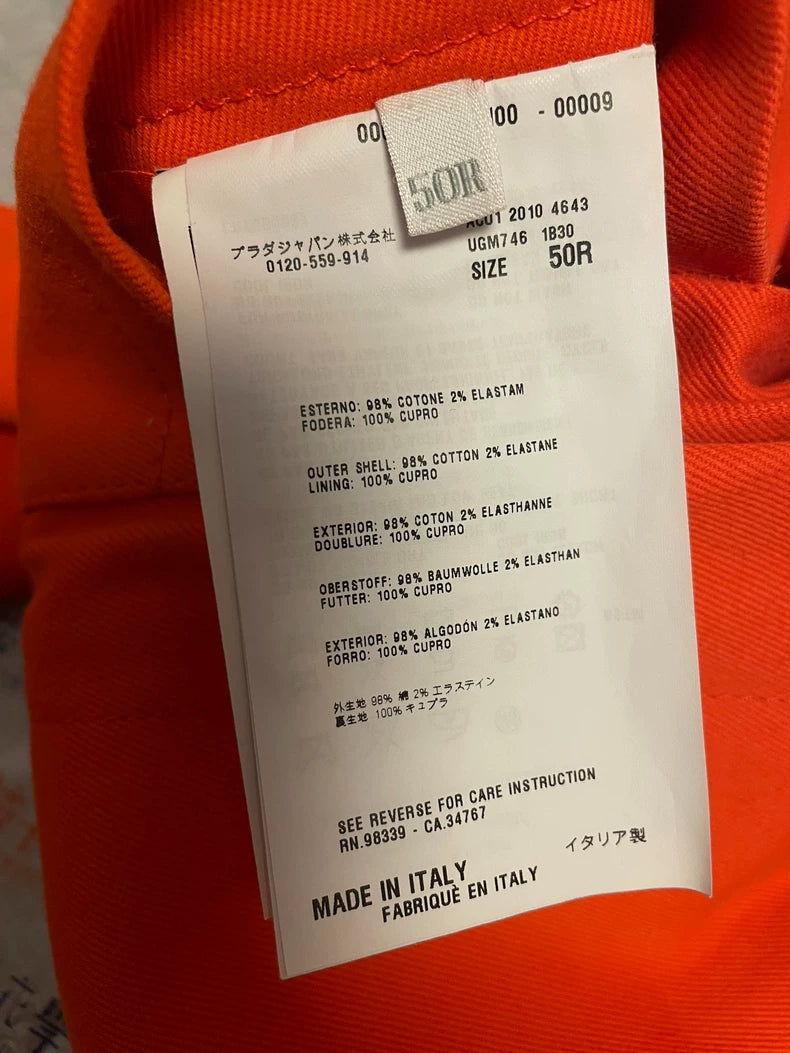 - 00009
50R
プラダジャパン株式会社
0120-559-914
2010 4643
UGM746 1B30
SIZE 50R
ESTERNO: 98% COTONE 2% ELASTAM
FODERA: 100% CUPRO
OUTER SHELL: 98% COTTON 2% ELASTANE
LINING: 100% CUPRO
EXTERIOR: 98% COTON 2% ELASTHANNE
DOUBLURE: 100% CUPRO
OBERSTOFF: 98% BAUMWOLLE 2% ELASTHAN
FUTTER: 100% CUPRO
EXTERIOR: 98% ALGODÓN 2% ELASTANO
FORRO: 100% CUPRO
外生地 98% 綿 2% エラステイン
裏生地 100% キュプラ
SEE REVERSE FOR CARE INSTRUCTION
RN.98339 - CA.34767
イタリア製
MADE IN ITALY
FABRIQUÈ EN ITALY